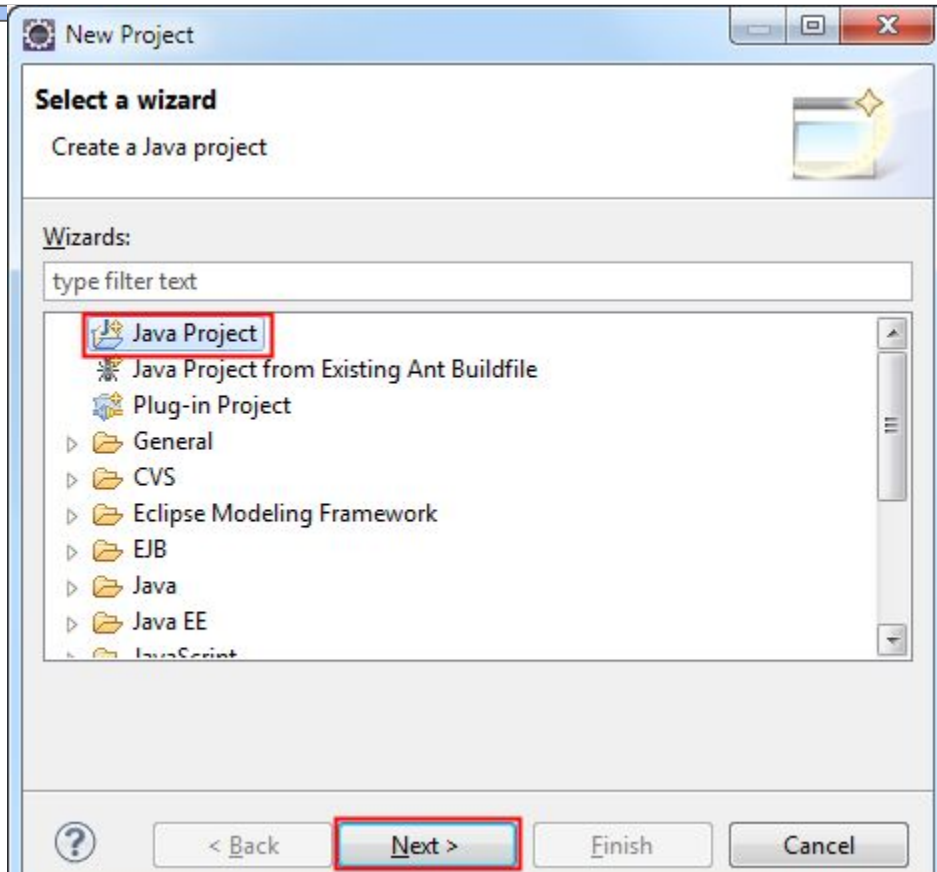 New Project
Select a wizard
Create a Java project
Wizards:
type filter text
Java Project
Java Project from Existing Ant Buildfile
Plug-in Project
General
CVS
Eclipse Modeling Framework
EJB
Java
Java EE
JavaScript
? < Back Next > Finish Cancel